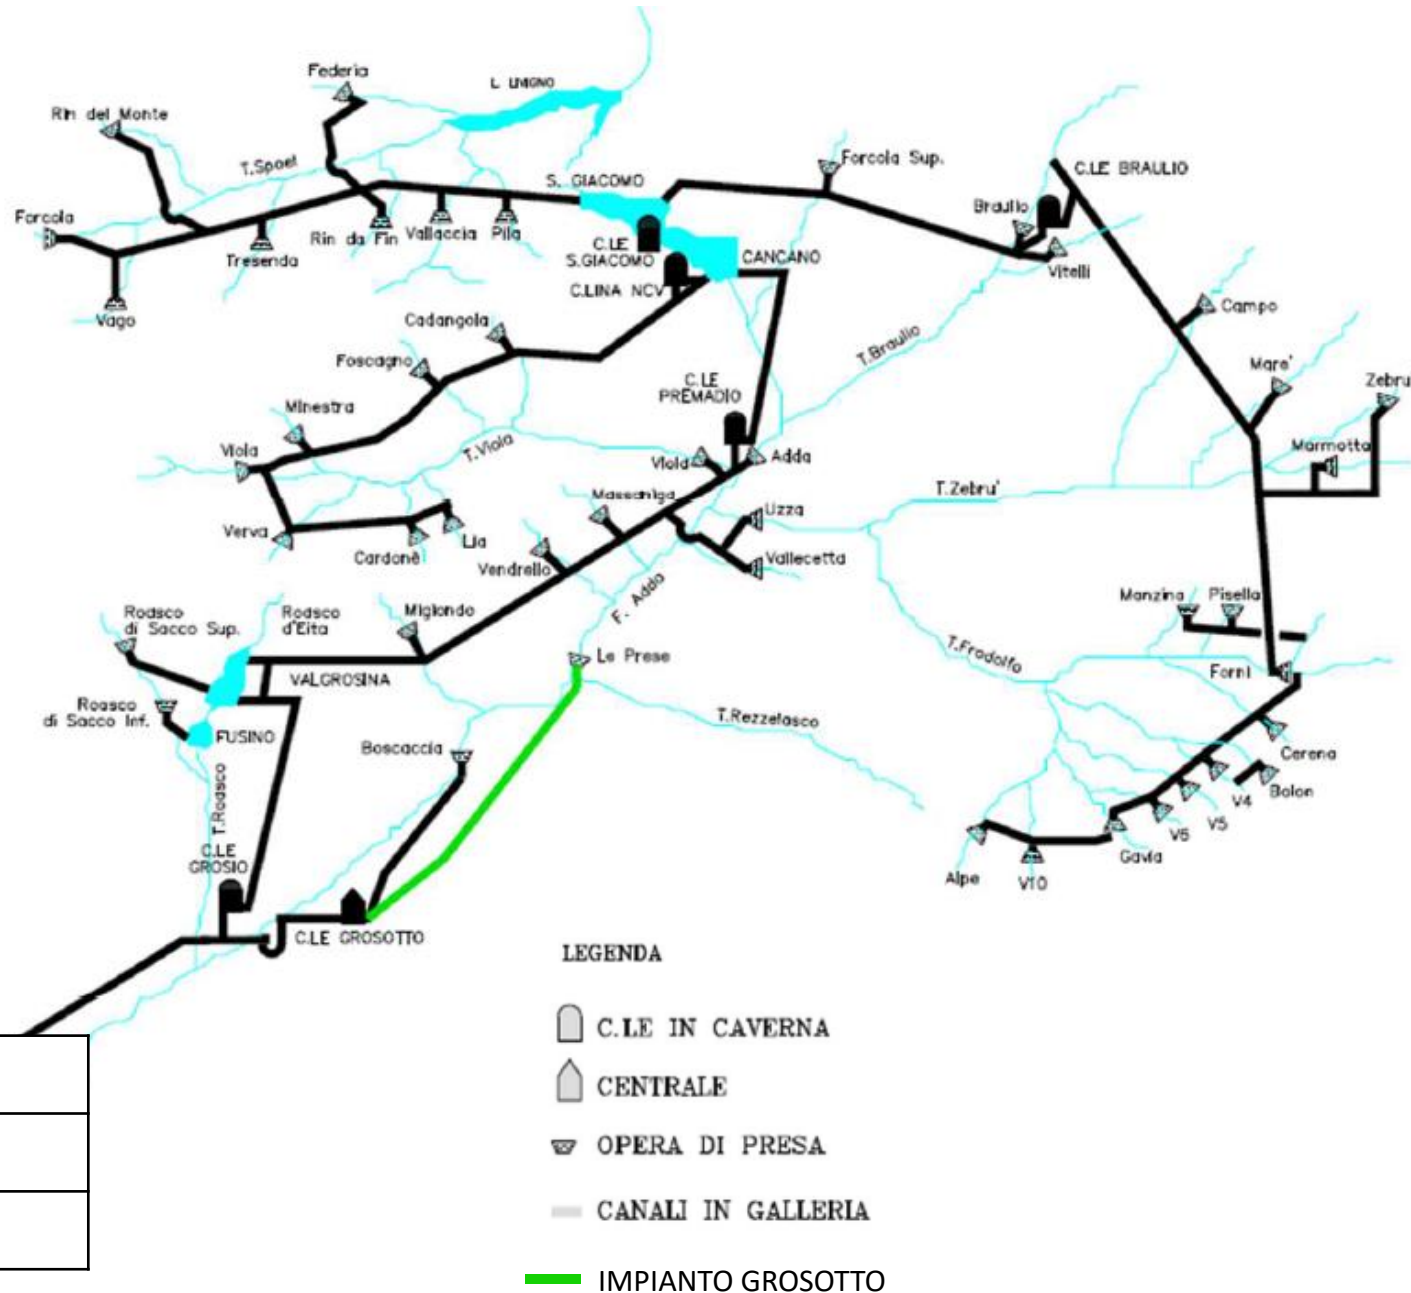 Federia
L. LIVIGNO
Rin del Monte
T.Spoel
Forcola Sup.
C.LE BRAULIO
S. GIACOMO
Forcola
Braulio
Rin da Fin
Vallaccia
Pila
C.LE
S.GIACOMO
CANCANO
Tresenda
Vitelli
C.LINA NCV
Vago
Cadangola
Campo
T.Braulio
Foscagno
Mare'
C.LE
PREMADIO
Zebru
Minestra
Marmotta
Viola
T.Viola
Viola
Adda
Massaniga
T.Zebru'
Uzza
Verva
Cardonè
Lia
Vendrello
Vallecetta
F. Adda
Manzina
Pisella
Roasco
di Sacco Sup.
Roasco
d'Eita
Migiondo
T.Frodolfo
Le Prese
Forni
VALGROSINA
Roasco
di Sacco Inf.
T.Rezzelasco
FUSINO
Boscaccia
Cerena
T.Roasco
Bolon
V4
V5
V6
C.LE
GROSIO
Gavia
Alpe
V10
C.LE GROSOTTO
LEGENDA
C.LE IN CAVERNA
CENTRALE
OPERA DI PRESA
CANALI IN GALLERIA
IMPIANTO GROSOTTO